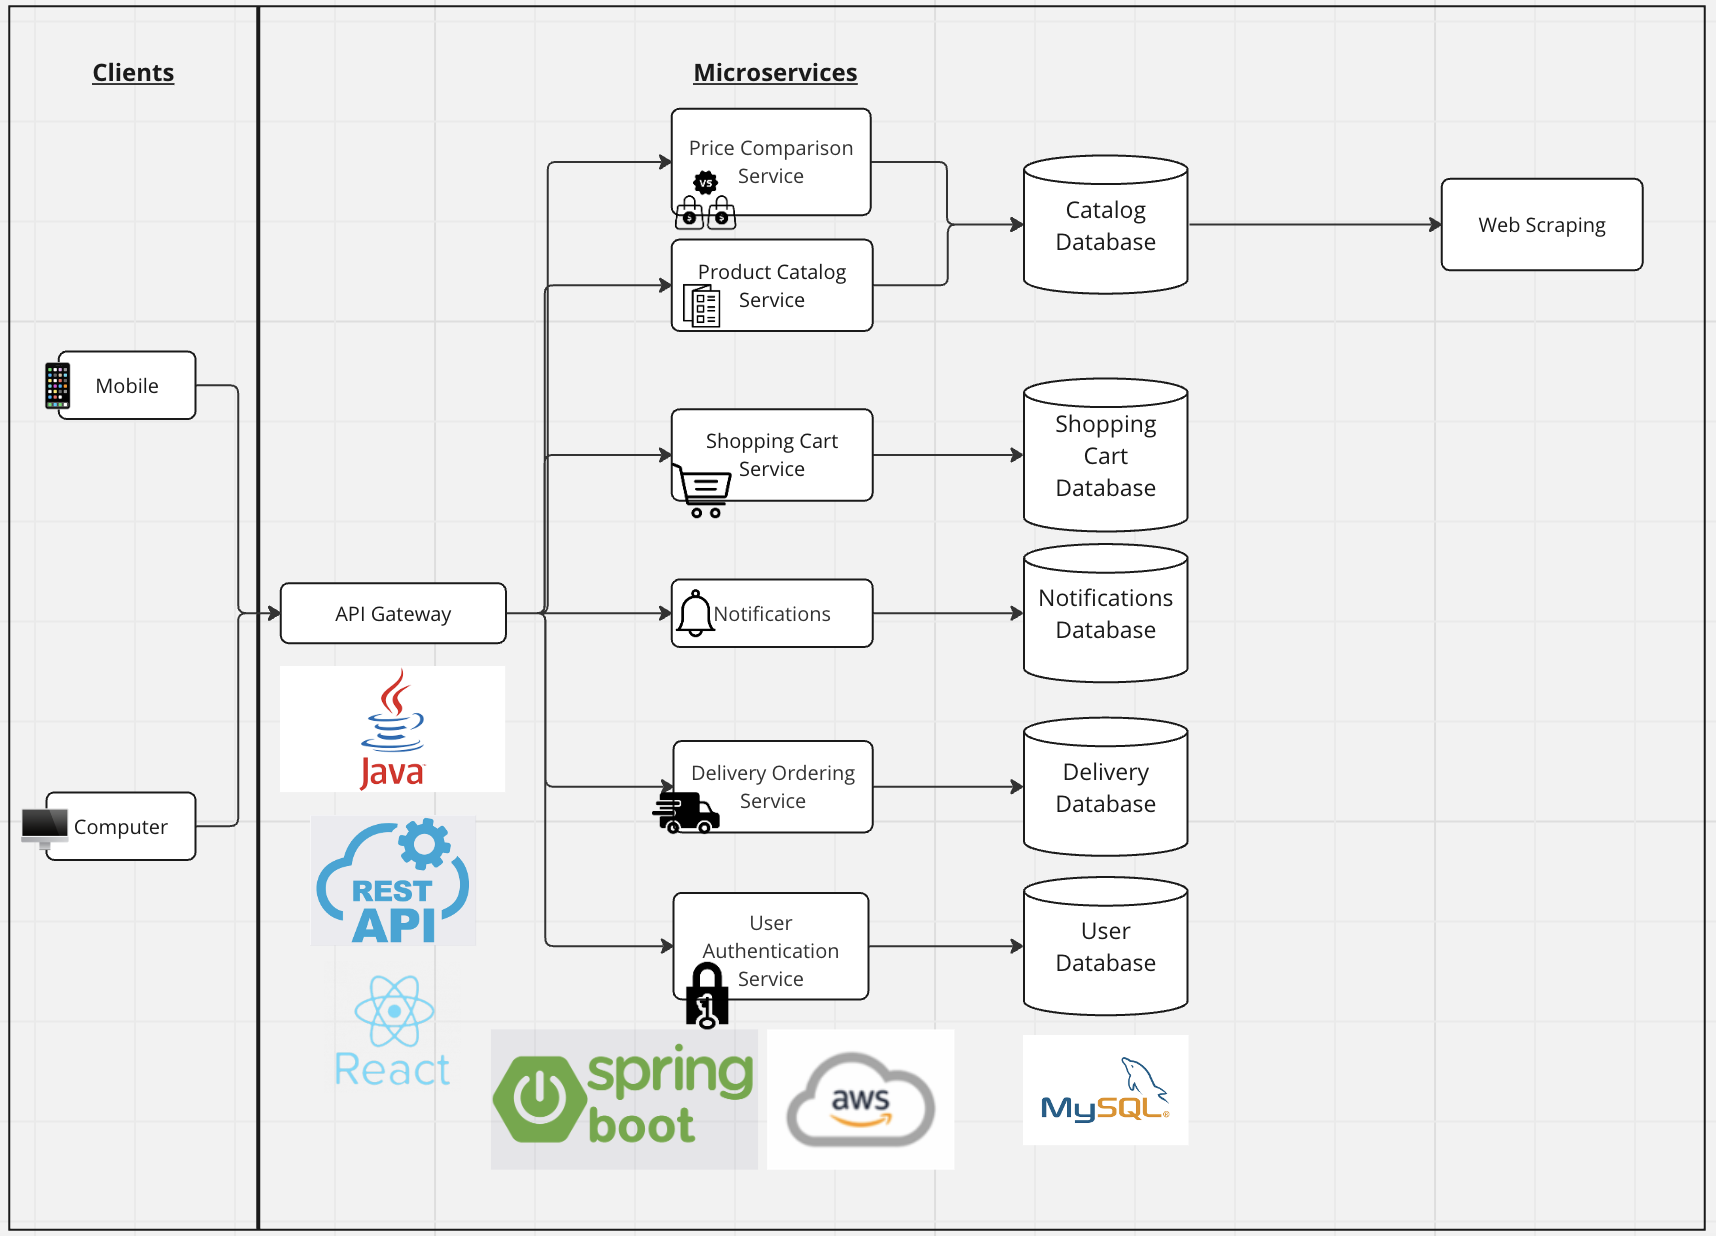 Clients
Microservices
Price Comparison
Service
VS
$ $
Product Catalog
Service
Catalog
Database
Web Scraping
Mobile
Shopping Cart
Service
Shopping
Cart
Database
API Gateway
Notifications
Notifications
Database
Java
Computer
Delivery Ordering
Service
Delivery
Database
REST
API
User
Authentication
Service
User
Database
React
spring
boot
aws
MySQL®